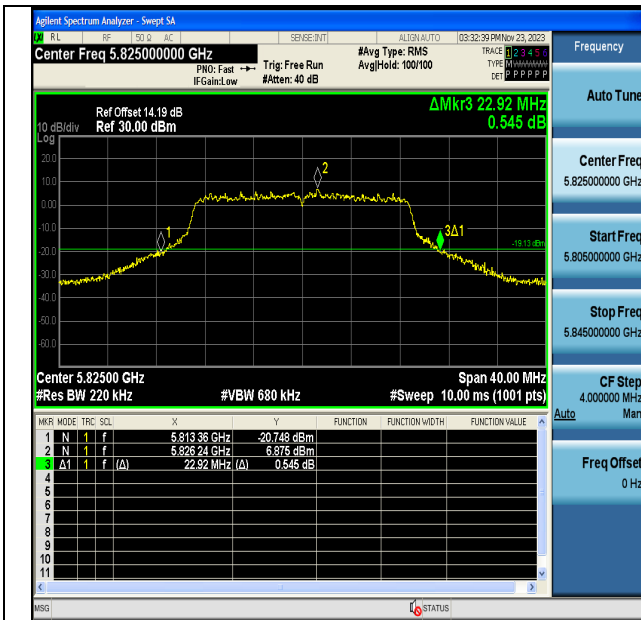 Agilent Spectrum Analyzer - Swept SA
RL RF 50 Ω AC SENSE:INT ALIGN AUTO 03:32:39 PM Nov 23, 2023
Center Freq 5.825000000 GHz #Avg Type: RMS TRACE 1 2 3 4 5 6
PNO: Fast Trig: Free Run Avg|Hold: 100/100 TYPE M
IFGain:Low #Atten: 40 dB DET P P P P P P
Frequency
Auto Tune
Center Freq
5.825000000 GHz
Start Freq
5.805000000 GHz
Stop Freq
5.845000000 GHz
CF Step
4.000000 MHz
Auto Man
Freq Offset
0 Hz
ΔMkr3 22.92 MHz
0.545 dB
Ref Offset 14.19 dB
10 dB/div Ref 30.00 dBm
Log
20.0
10.0
0.00
-10.0
-20.0
-30.0
-40.0
-50.0
-60.0
1
2
3Δ1
-19.13 dBm
Center 5.82500 GHz Span 40.00 MHz
#Res BW 220 kHz #VBW 680 kHz #Sweep 10.00 ms (1001 pts)
MKR MODE TRC SCL X Y FUNCTION FUNCTION WIDTH FUNCTION VALUE
1 N 1 f 5.813 36 GHz -20.748 dBm
2 N 1 f 5.826 24 GHz 6.875 dBm
3 Δ1 1 f (Δ) 22.92 MHz (Δ) 0.545 dB
4
5
6
7
8
9
10
11
MSG STATUS